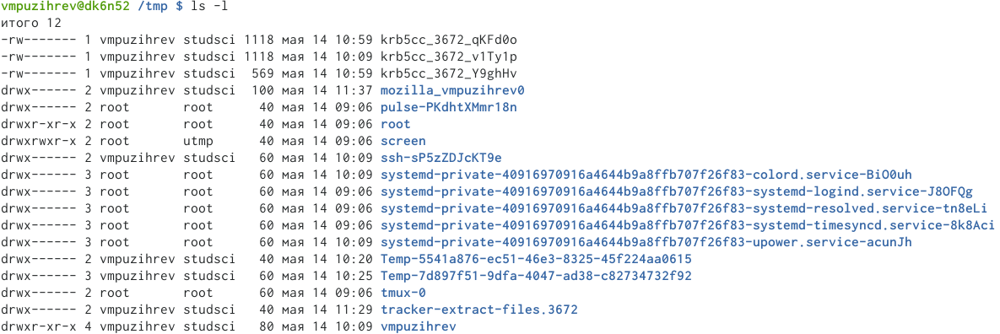 vmpuzihrev@dk6n52 /tmp $ ls -l
итого 12
-rw------- 1 vmpuzihrev studsci 1118 мая 14 10:59 krb5cc_3672_qKFd0o
-rw------- 1 vmpuzihrev studsci 1118 мая 14 10:09 krb5cc_3672_v1Ty1p
-rw------- 1 vmpuzihrev studsci  569 мая 14 10:59 krb5cc_3672_Y9ghHv
drwx------ 2 vmpuzihrev studsci  100 мая 14 11:37 mozilla_vmpuzihrev0
drwx------ 2 root       root      40 мая 14 09:06 pulse-PKdhtXMmr18n
drwxr-xr-x 2 root       root      40 мая 14 09:06 root
drwxrwxr-x 2 root       utmp      40 мая 14 09:06 screen
drwx------ 2 vmpuzihrev studsci   60 мая 14 10:09 ssh-sP5zZDJcKT9e
drwx------ 3 root       root      60 мая 14 10:09 systemd-private-40916970916a4644b9a8ffb707f26f83-colord.service-BiO0uh
drwx------ 3 root       root      60 мая 14 09:06 systemd-private-40916970916a4644b9a8ffb707f26f83-systemd-logind.service-J8OFQg
drwx------ 3 root       root      60 мая 14 09:06 systemd-private-40916970916a4644b9a8ffb707f26f83-systemd-resolved.service-tn8eLi
drwx------ 3 root       root      60 мая 14 09:06 systemd-private-40916970916a4644b9a8ffb707f26f83-systemd-timesyncd.service-8k8Aci
drwx------ 3 root       root      60 мая 14 10:09 systemd-private-40916970916a4644b9a8ffb707f26f83-upower.service-acunJh
drwx------ 2 vmpuzihrev studsci   40 мая 14 10:20 Temp-5541a876-ec51-46e3-8325-45f224aa0615
drwx------ 3 vmpuzihrev studsci   60 мая 14 10:25 Temp-7d897f51-9dfa-4047-ad38-c82734732f92
drwx------ 2 root       root      60 мая 14 09:06 tmux-0
drwx------ 2 vmpuzihrev studsci   40 мая 14 11:29 tracker-extract-files.3672
drwxr-xr-x 4 vmpuzihrev studsci   80 мая 14 10:09 vmpuzihrev